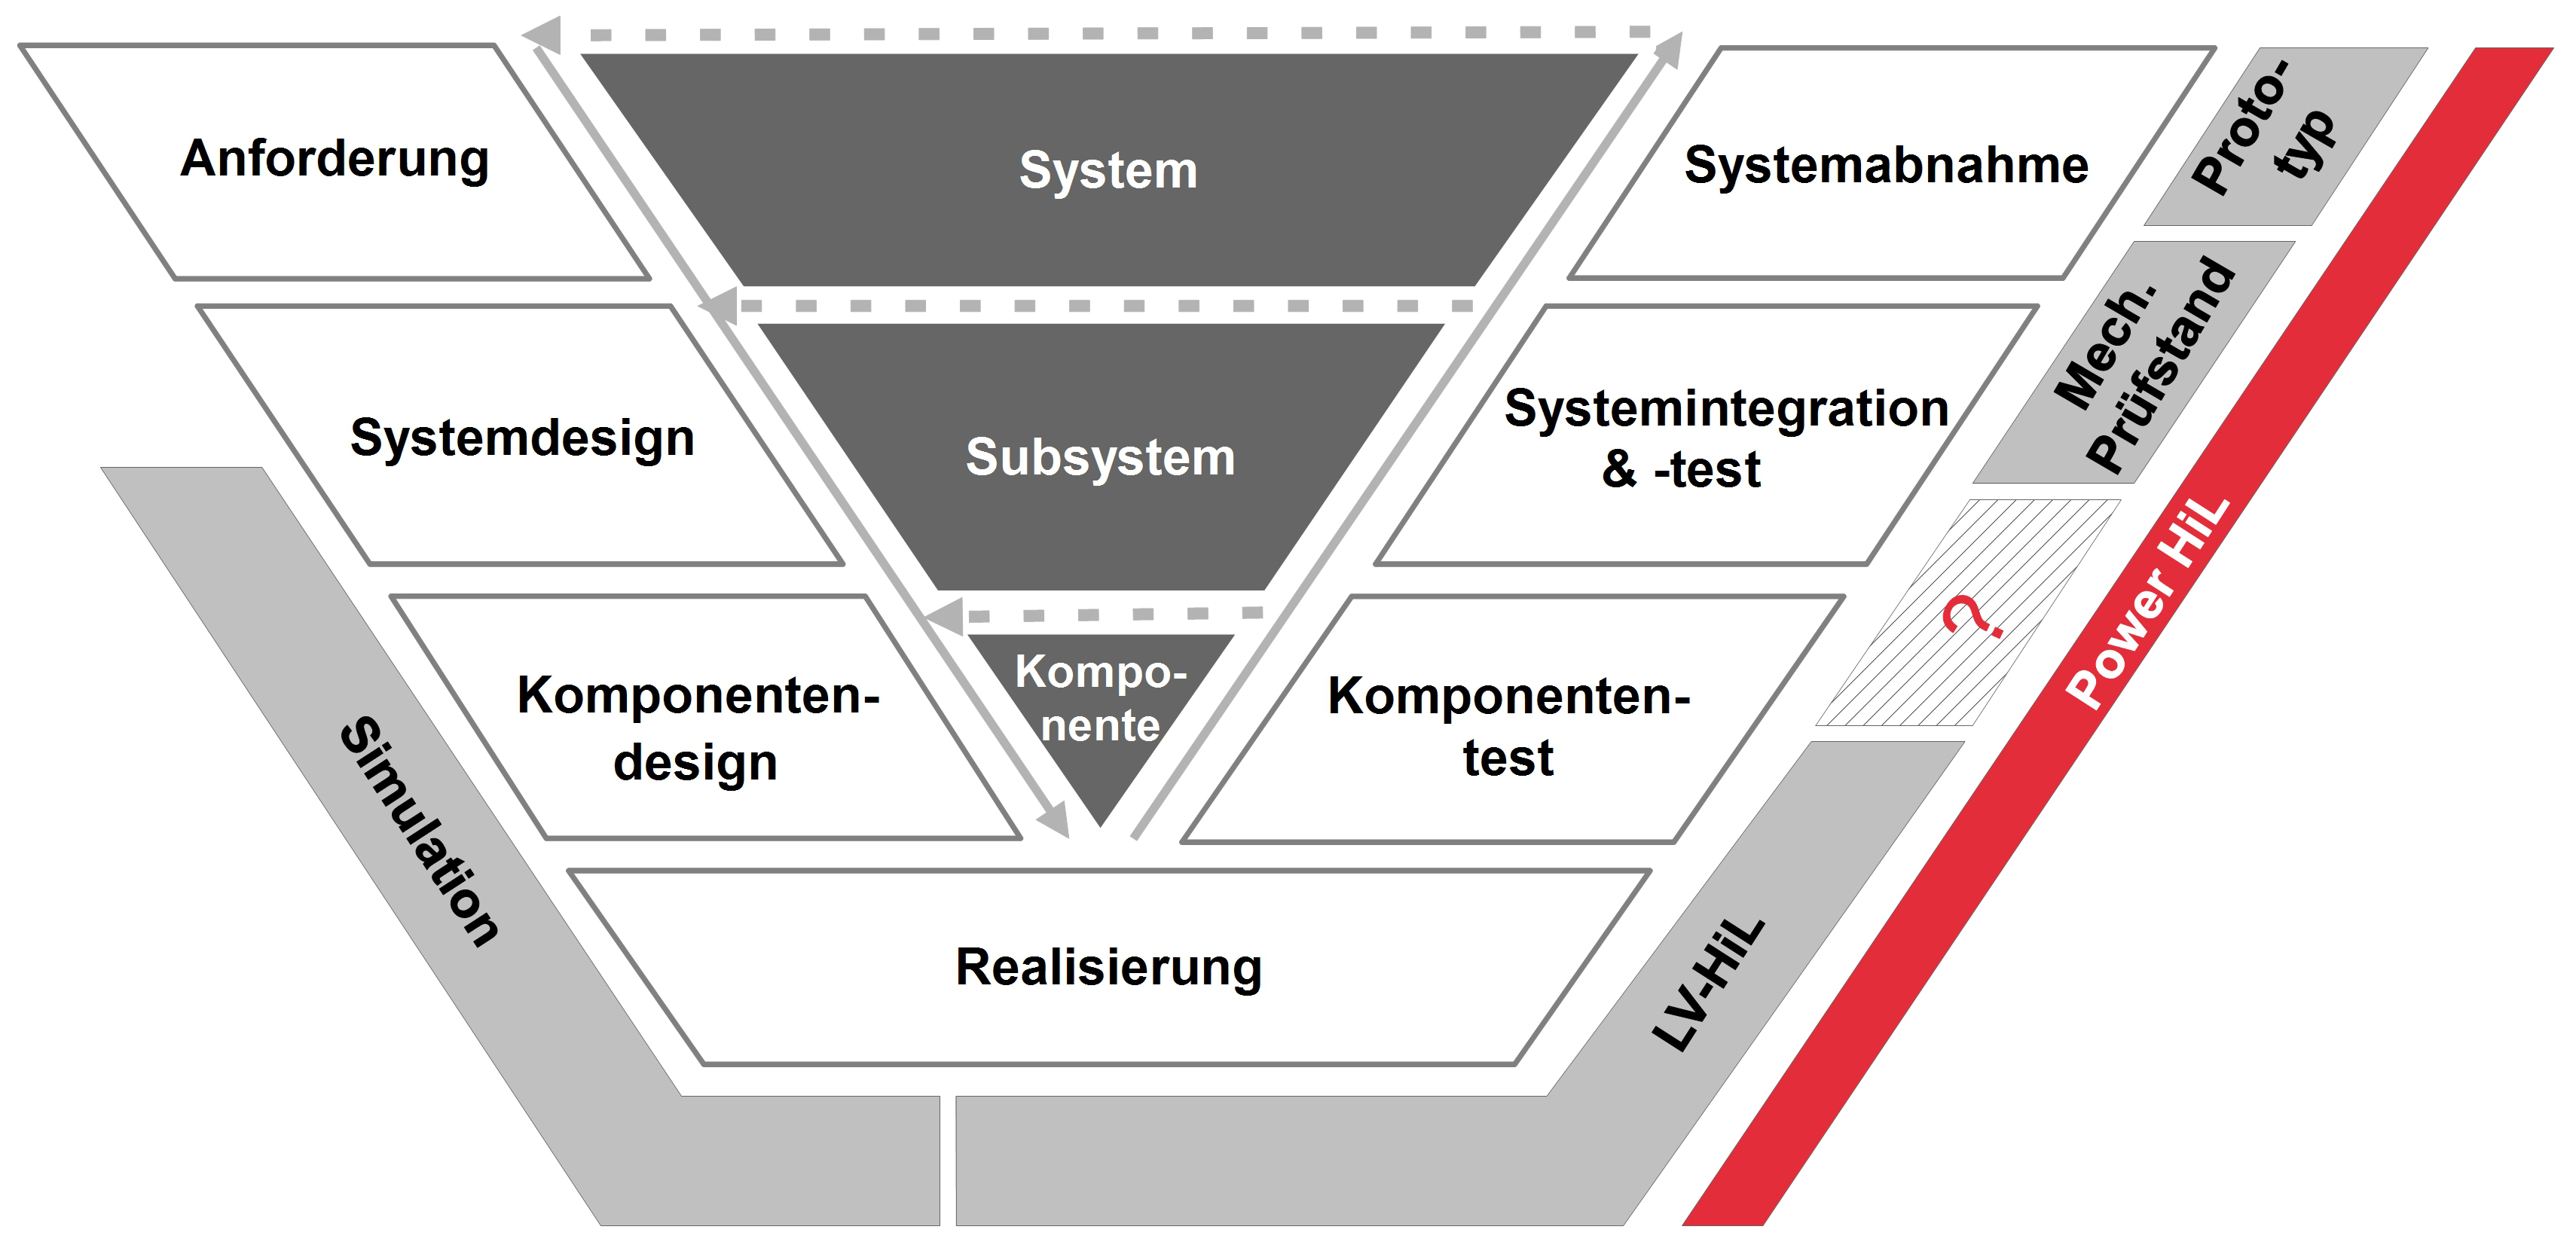 Anforderung
System
Systemabnahme
Proto-
typ
Systemdesign
Subsystem
Systemintegration
& -test
Mech.
Prüfstand
Komponenten-
design
Kompo-
nente
Komponenten-
test
?
Power HiL
Simulation
Realisierung
LV-HiL